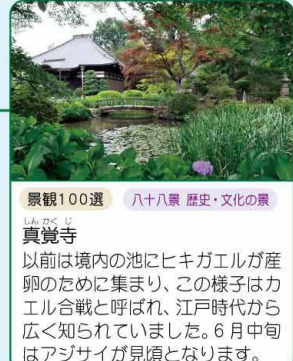 景観100選 八十八景 歴史・文化の景
しんがくじ
真覚寺
以前は境内の池にヒキガエルが産
卵のために集まり、この様子はカ
エル合戦と呼ばれ、江戸時代から
広く知られていました。6月中旬
はアジサイが見頃となります。